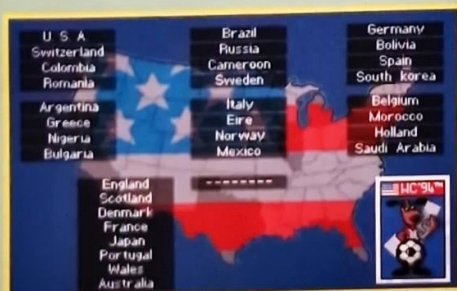 U S A
Switzerland
Colombia
Romania
Brazil
Russia
Cameroon
Sweden
Germany
Bolivia
Spain
South korea
Argentina
Greece
Nigeria
Bulgaria
Italy
Eire
Norway
Mexico
Belgium
Morocco
Holland
Saudi Arabia
England
Scotland
Denmark
France
Japan
Portugal
Wales
Australia
--------
WC'94™